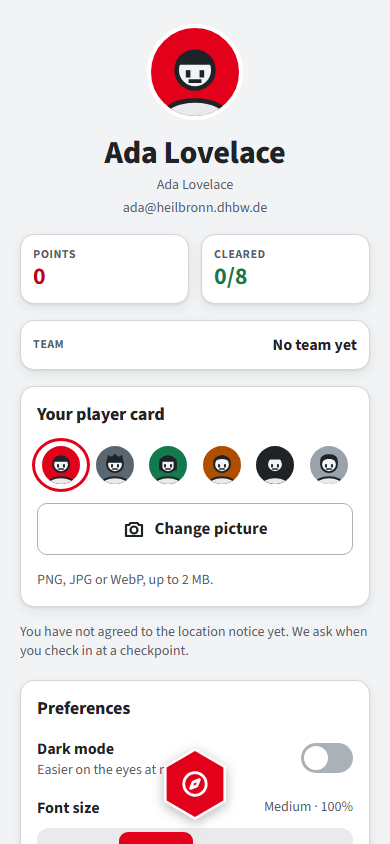 Ada Lovelace
Ada Lovelace
ada@heilbronn.dhbw.de
POINTS
0
CLEARED
0/8
TEAM
No team yet
Your player card
Change picture
PNG, JPG or WebP, up to 2 MB.
You have not agreed to the location notice yet. We ask when
you check in at a checkpoint.
Preferences
Dark mode
Easier on the eyes at
Font size
Medium · 100%